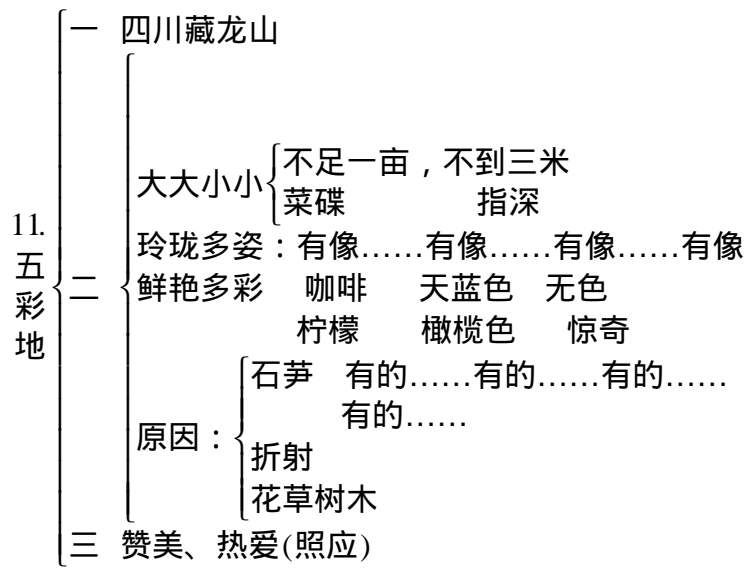 11.五彩地
一 四川藏龙山
二
大大小小
不足一亩，不到三米
菜碟 指深
玲珑多姿：有像……有像……有像……有像
鲜艳多彩 咖啡 天蓝色 无色
柠檬 橄榄色 惊奇
原因：
石笋 有的……有的……有的……
有的……
折射
花草树木
三 赞美、热爱(照应)